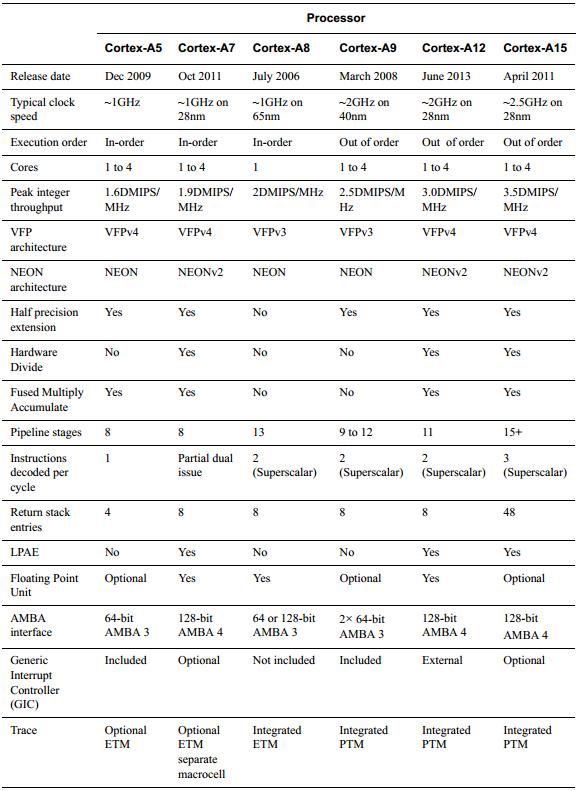 Processor
Cortex-A5 Cortex-A7 Cortex-A8 Cortex-A9 Cortex-A12 Cortex-A15
Release date Dec 2009 Oct 2011 July 2006 March 2008 June 2013 April 2011
Typical clock ~1GHz ~1GHz on ~1GHz on ~2GHz on ~2GHz on ~2.5GHz on
speed 28nm 65nm 40nm 28nm 28nm
Execution order In-order In-order In-order Out of order Out of order Out of order
Cores 1 to 4 1 to 4 1 1 to 4 1 to 4 1 to 4
Peak integer 1.6DMIPS/ 1.9DMIPS/ 2DMIPS/MHz 2.5DMIPS/M 3.0DMIPS/ 3.5DMIPS/
throughput MHz MHz Hz MHz MHz
VFP VFPv4 VFPv4 VFPv3 VFPv3 VFPv4 VFPv4
architecture
NEON NEON NEONv2 NEON NEON NEONv2 NEONv2
architecture
Half precision Yes Yes No Yes Yes Yes
extension
Hardware No Yes No No Yes Yes
Divide
Fused Multiply Yes Yes No No Yes Yes
Accumulate
Pipeline stages 8 8 13 9 to 12 11 15+
Instructions 1 Partial dual 2 2 2 3
decoded per issue (Superscalar) (Superscalar) (Superscalar) (Superscalar)
cycle
Return stack 4 8 8 8 8 48
entries
LPAE No Yes No No Yes Yes
Floating Point Optional Yes Yes Optional Yes Optional
Unit
AMBA 64-bit 128-bit 64 or 128-bit 2× 64-bit 128-bit 128-bit
interface AMBA 3 AMBA 4 AMBA 3 AMBA 3 AMBA 4 AMBA 4
Generic Included Optional Not included Included External Optional
Interrupt
Controller
(GIC)
Trace Optional Optional Integrated Integrated Integrated Integrated
ETM ETM ETM PTM PTM PTM
separate
macrocell